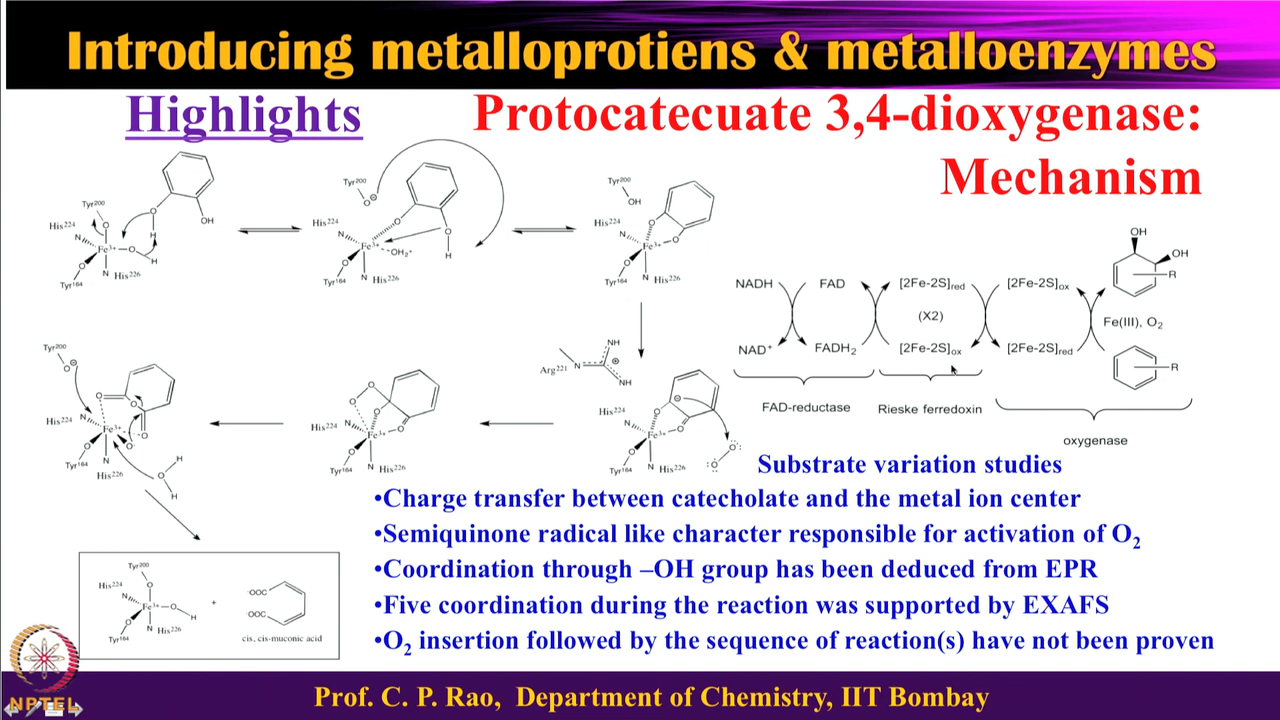 Introducing metalloprotiens & metalloenzymes
Highlights
Protocatecuate 3,4-dioxygenase:
Mechanism
Tyr200
His224
N
O
Fe3+
O
H
H
O
OH
O
N
His226
Tyr164
Tyr200
O
His224
N
Fe3+
OH2+
O
O
H
O
N
His226
Tyr164
Tyr200
OH
His224
N
Fe3+
O
O
O
N
His226
Tyr164
NADH
FAD
[2Fe-2S]red
[2Fe-2S]ox
OH
OH
R
(X2)
Fe(III), O2
NAD+
FADH2
[2Fe-2S]ox
[2Fe-2S]red
R
FAD-reductase
Rieske ferredoxin
oxygenase
Arg221
N
NH
NH
Tyr200
O
His224
N
Fe3+
O
O
O
O
O
N
His226
Tyr164
O
H
H
O
O
His224
N
Fe3+
O
O
O
N
His226
Tyr164
His224
N
Fe3+
O
O
O
N
His226
Tyr164
O
O
Substrate variation studies
•Charge transfer between catecholate and the metal ion center
•Semiquinone radical like character responsible for activation of O2
•Coordination through –OH group has been deduced from EPR
•Five coordination during the reaction was supported by EXAFS
•O2 insertion followed by the sequence of reaction(s) have not been proven
Tyr200
His224
N
O
Fe3+
O
H
O
N
His226
Tyr164
+
-OOC
-OOC
cis, cis-muconic acid
NPTEL
Prof. C. P. Rao, Department of Chemistry, IIT Bombay